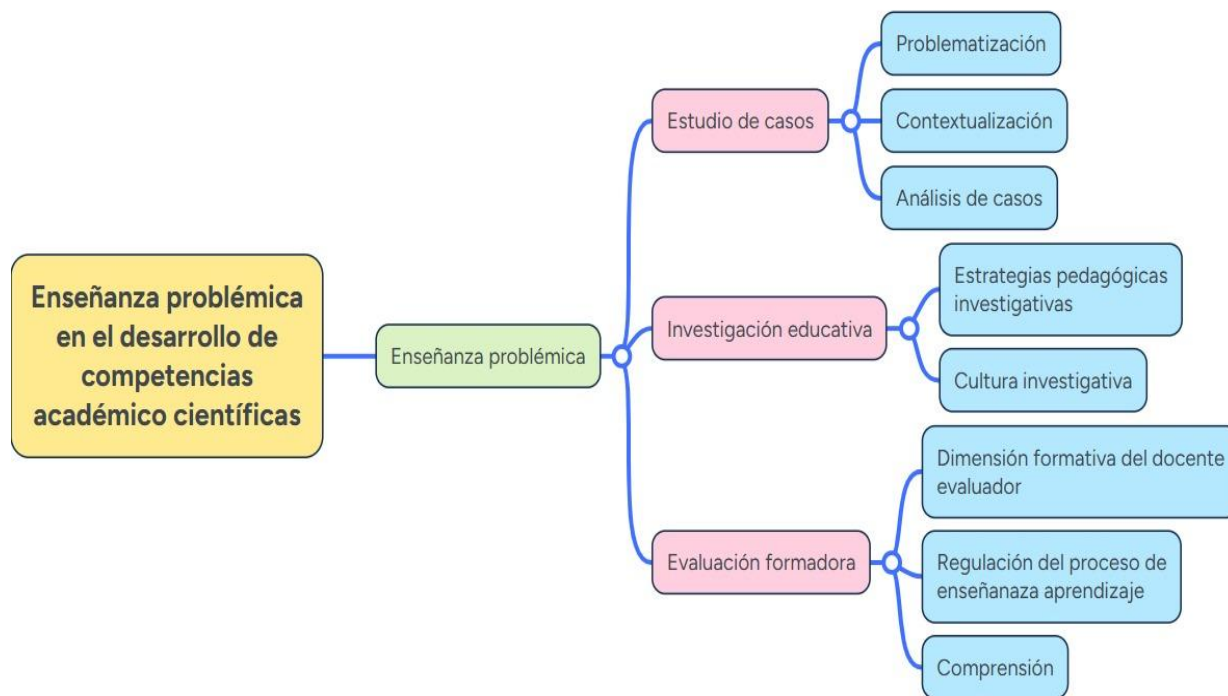 Enseñanza problémica
en el desarrollo de
competencias
académico científicas
Enseñanza problémica
Estudio de casos
Problematización
Contextualización
Análisis de casos
Investigación educativa
Estrategias pedagógicas
investigativas
Cultura investigativa
Evaluación formadora
Dimensión formativa del docente
evaluador
Regulación del proceso de
enseñanaza aprendizaje
Comprensión